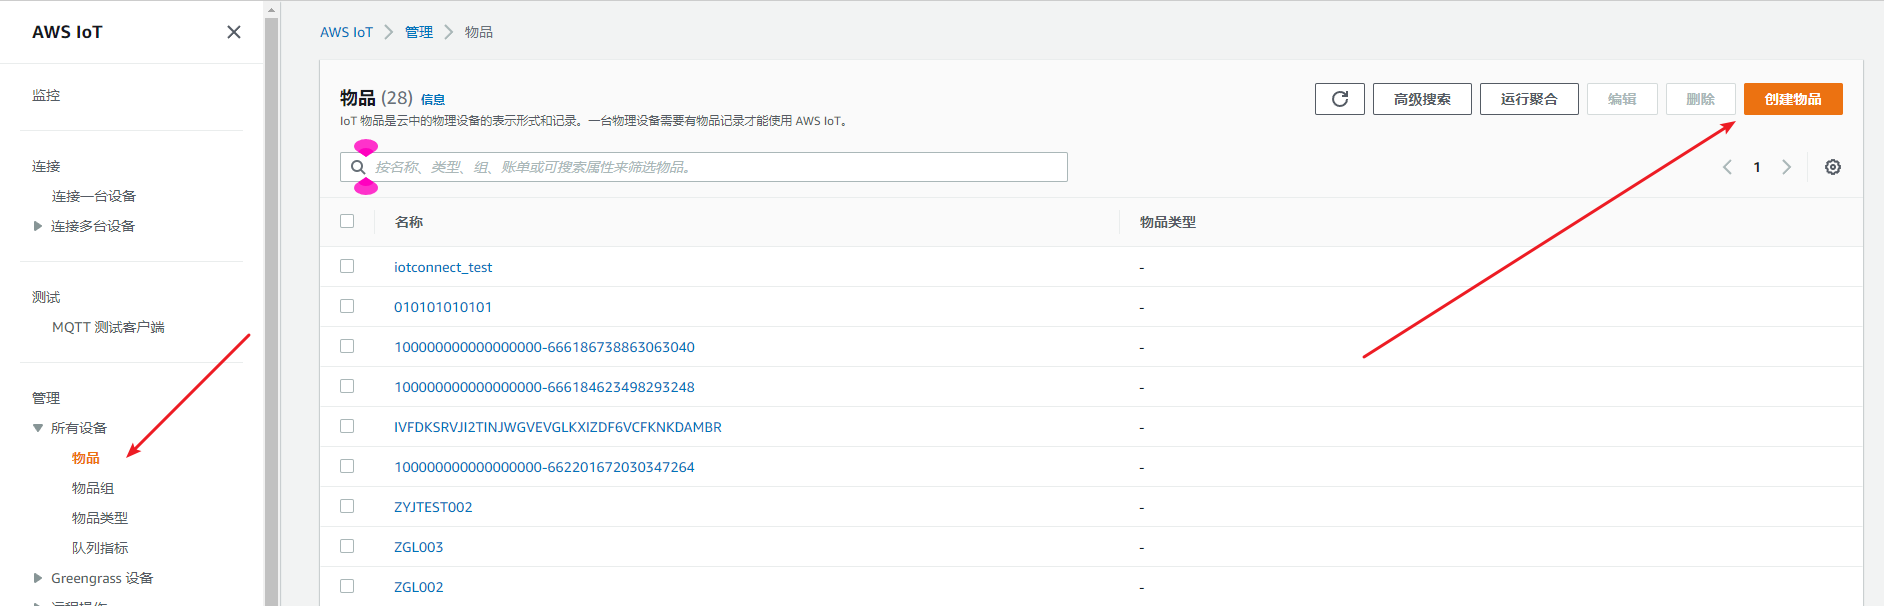 AWS IoT
监控
连接
连接一台设备
连接多台设备
测试
MQTT 测试客户端
管理
所有设备
物品
物品组
物品类型
队列指标
Greengrass 设备
AWS IoT 管理 物品
物品 (28) 信息
IoT 物品是云中的物理设备的表示形式和记录。一台物理设备需要有物品记录才能使用 AWS IoT。
高级搜索 运行聚合 编辑 删除 创建物品
按名称、类型、组、账单或可搜索属性来筛选物品。
1
名称 物品类型
iotconnect_test -
010101010101 -
100000000000000000-666186738863063040 -
100000000000000000-666184623498293248 -
IVFDKSRVJI2TINJWGVEVGLKXIZDF6VCFKNKDAMBR -
100000000000000000-662201672030347264 -
ZYJTEST002 -
ZGL003 -
ZGL002 -